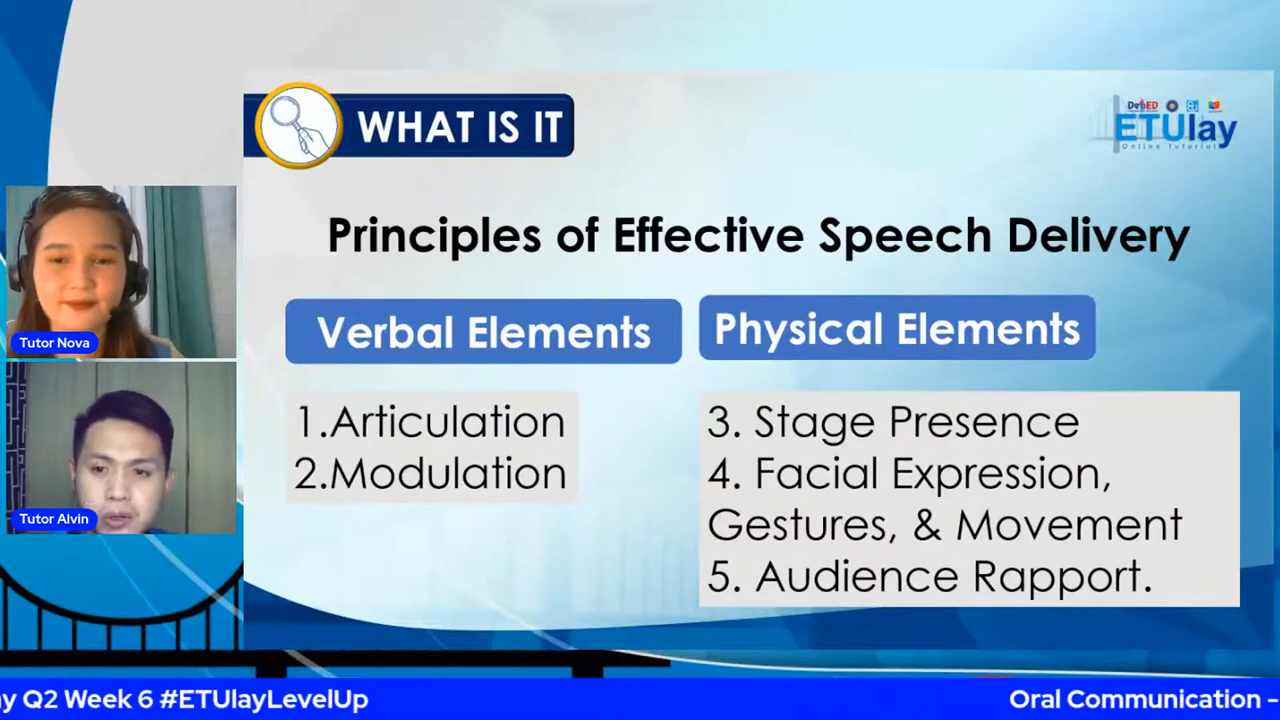 WHAT IS IT
DepED
ETUlay
Online Tutorial
Principles of Effective Speech Delivery
Verbal Elements
Physical Elements
1.Articulation
2.Modulation
3. Stage Presence
4. Facial Expression,
Gestures, & Movement
5. Audience Rapport.
Tutor Nova
Tutor Alvin
y Q2 Week 6 #ETUlayLevelUp
Oral Communication -